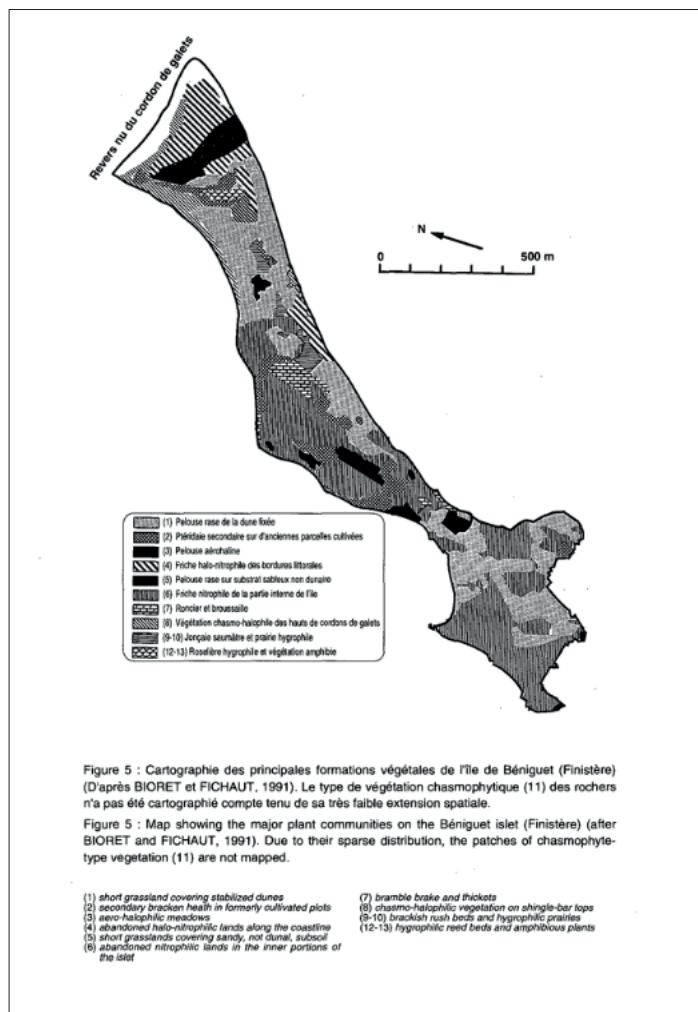 Revers nu du cordon de galets
N
0 500 m
(1) Pelouse rase de la dune fixée
(2) Ptéridaie secondaire sur d'anciennes parcelles cultivées
(3) Pelouse aérohaline
(4) Friche halo-nitrophile des bordures littorales
(5) Pelouse rase sur substrat sableux non dunaire
(6) Friche nitrophile de la partie interne de l'île
(7) Roncier et broussaille
(8) Végétation chasmo-halophile des hauts de cordons de galets
(9-10) Jonçaie saumâtre et prairie hygrophile
(12-13) Roselière hygrophile et végétation amphibie
Figure 5 : Cartographie des principales formations végétales de l'île de Béniguet (Finistère)
(D'après BIORET et FICHAUT, 1991). Le type de végétation chasmophytique (11) des rochers
n'a pas été cartographié compte tenu de sa très faible extension spatiale.
Figure 5 : Map showing the major plant communities on the Béniguet islet (Finistère) (after
BIORET and FICHAUT, 1991). Due to their sparse distribution, the patches of chasmophyte-
type vegetation (11) are not mapped.
(1) short grassland covering stabilized dunes
(2) secondary bracken heath in formerly cultivated plots
(3) aero-halophilic meadows
(4) abandoned halo-nitrophilic lands along the coastline
(5) short grasslands covering sandy, not dunal, subsoil
(6) abandoned nitrophilic lands in the inner portions of
the islet
(7) bramble brake and thickets
(8) chasmo-halophilic vegetation on shingle-bar tops
(9-10) brackish rush beds and hygrophilic prairies
(12-13) hygrophilic reed beds and amphibious plants